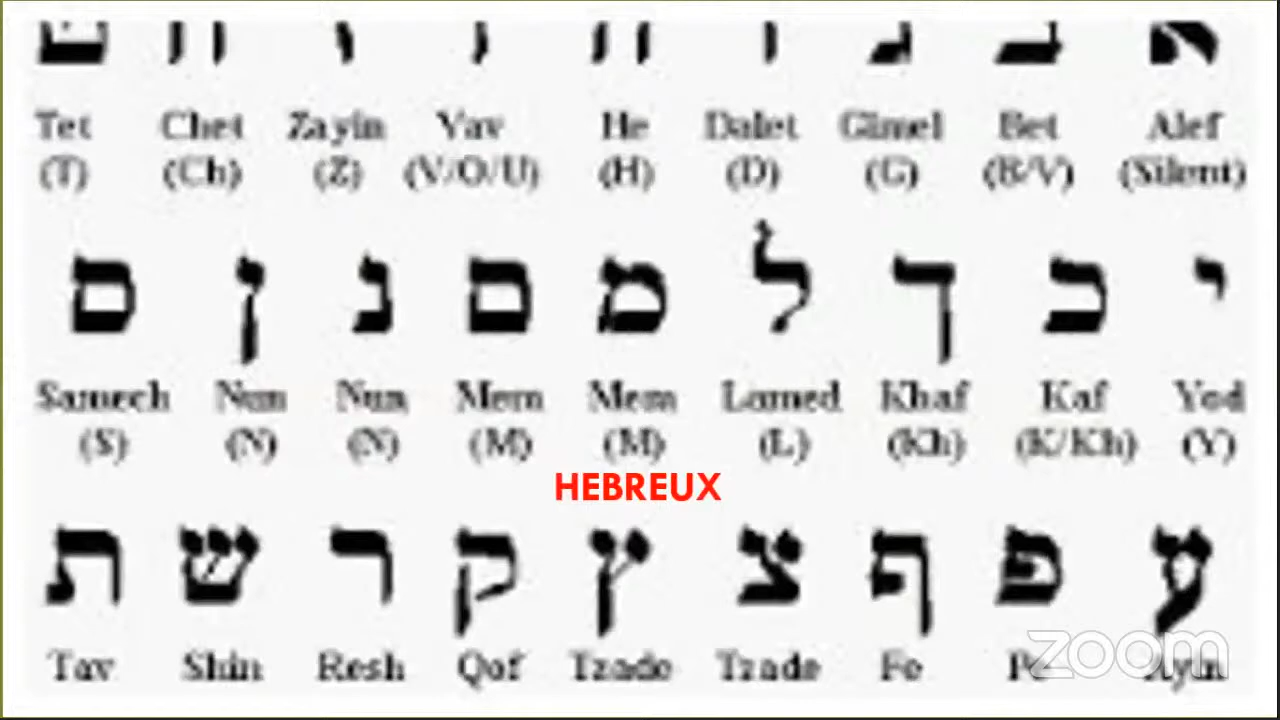 Tet Chet Zayin Vav He Dalet Gimel Bet Alef
(T) (Ch) (Z) (V/O/U) (H) (D) (G) (B/V) (Silent)
ס ן נ ם מ ל ך כ י
Samech Nun Nun Mem Mem Lamed Khaf Kaf Yod
(S) (N) (N) (M) (M) (L) (Kh) (K/Kh) (Y)
HEBREUX
ת ש ר ק ץ צ ף פ ע
Tav Shin Resh Qof Tzade Tzade Fe Ayin
zoom